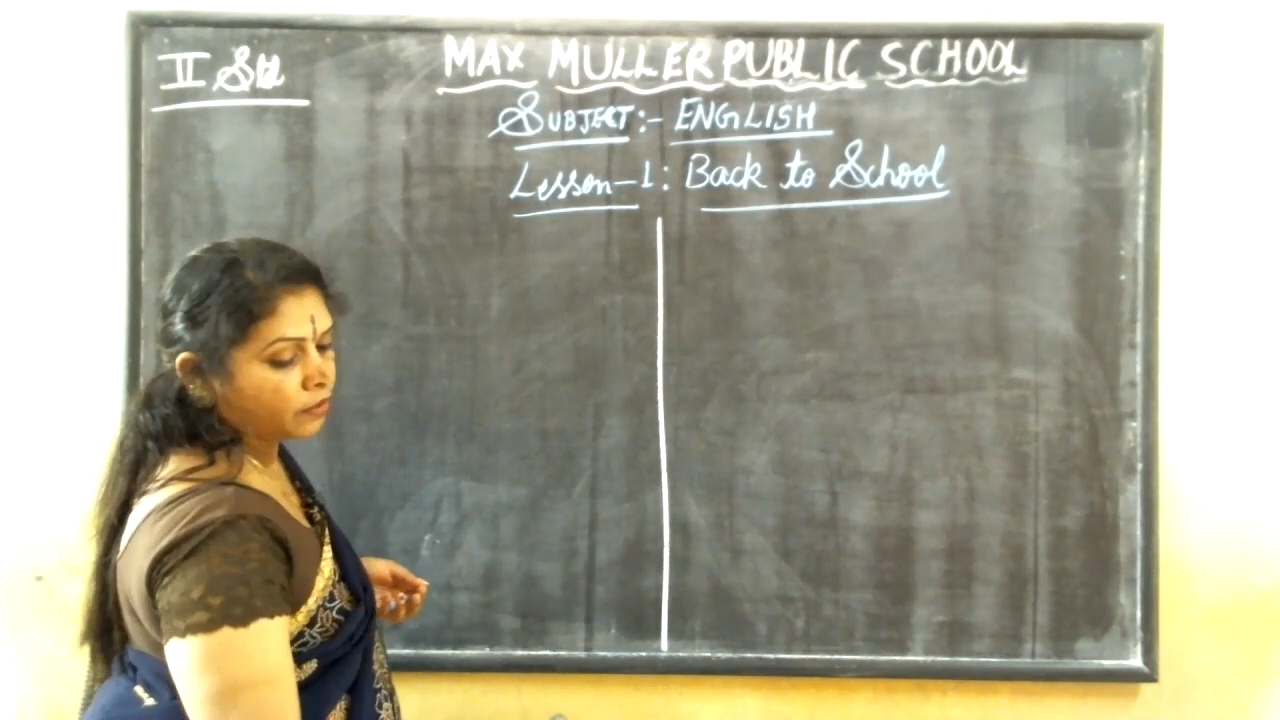 II Std
MAX MULLER PUBLIC SCHOOL
SUBJECT:- ENGLISH
Lesson-1: Back to School